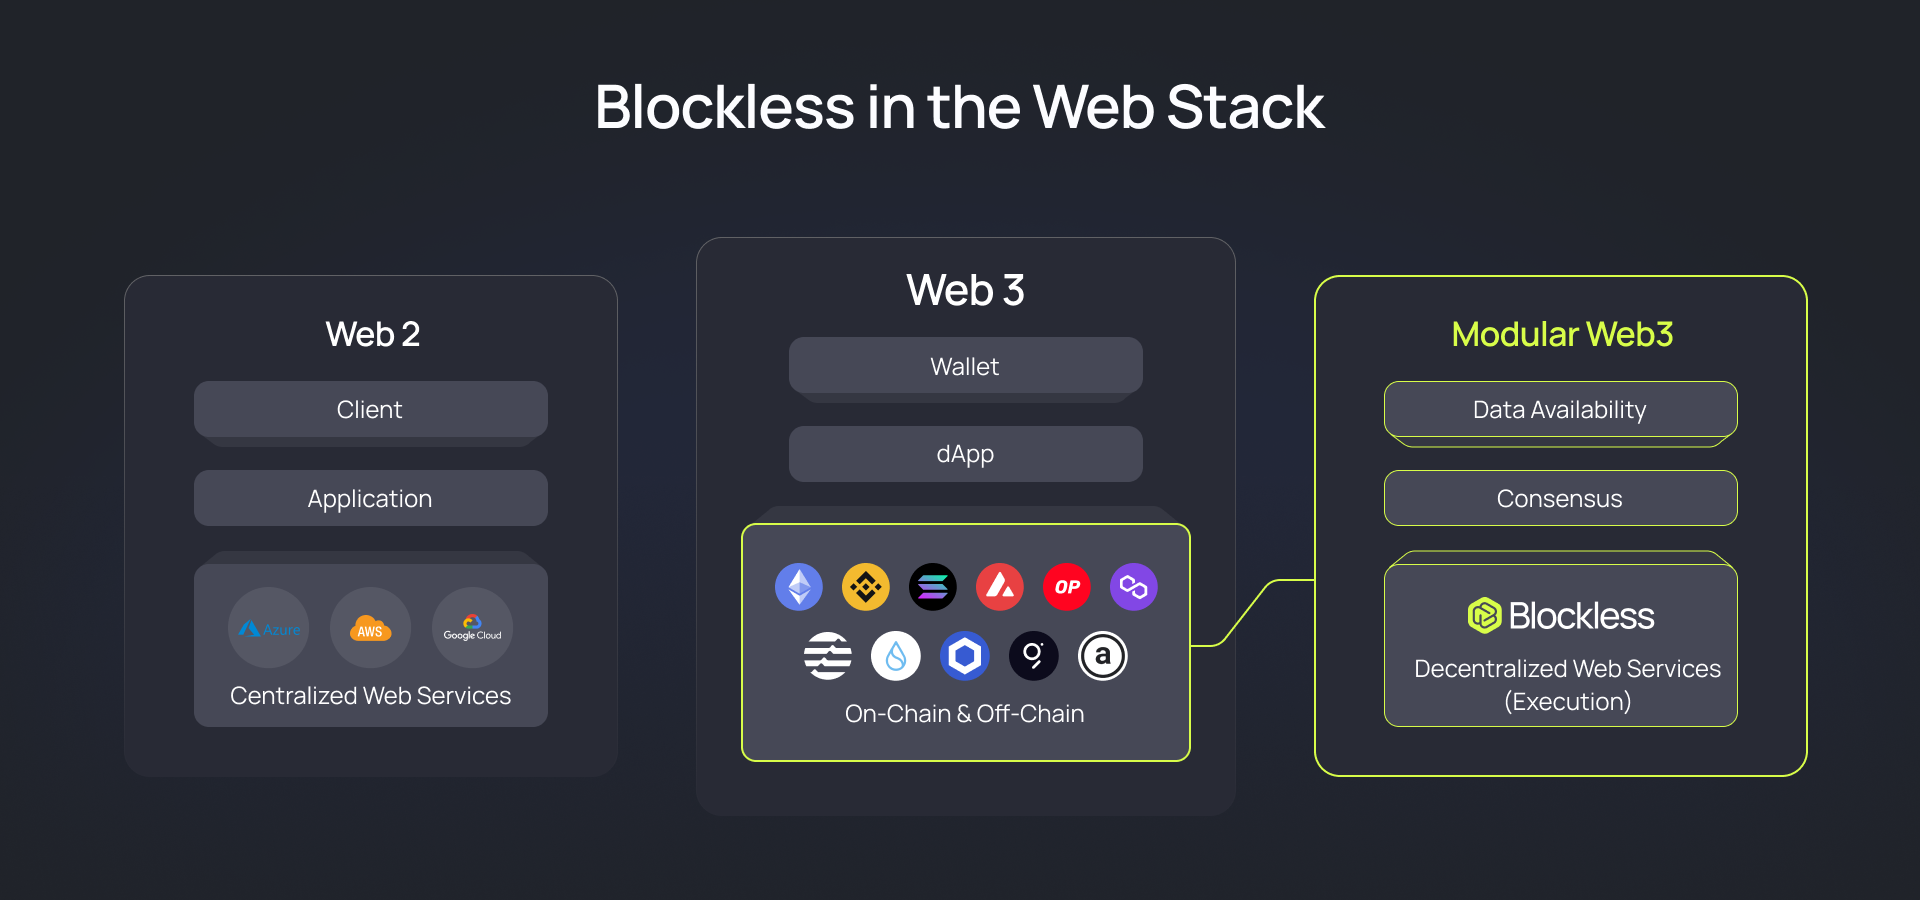 Blockless in the Web Stack
Web 2
Client
Application
Azure
AWS
Google Cloud
Centralized Web Services
Web 3
Wallet
dApp
OP
a
On-Chain & Off-Chain
Modular Web3
Data Availability
Consensus
Blockless
Decentralized Web Services
(Execution)